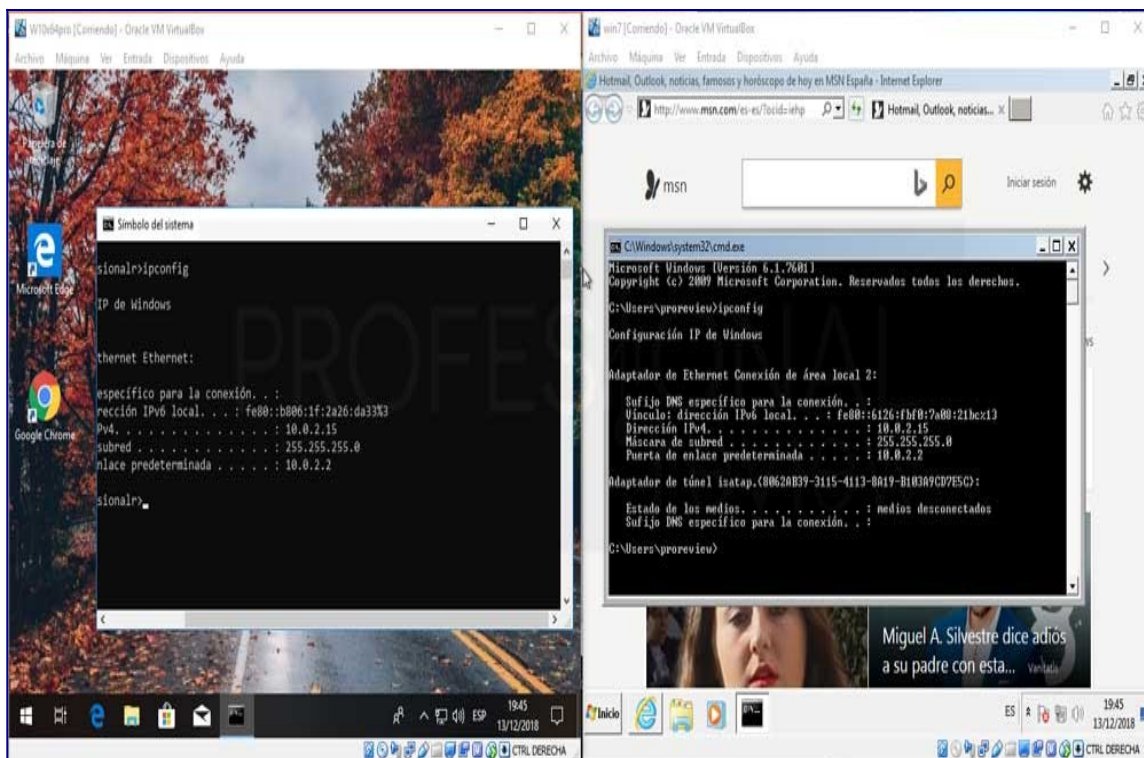 W10x64pro [Corriendo] - Oracle VM VirtualBox
Archivo Máquina Ver Entrada Dispositivos Ayuda
Papelera de reciclaje
Microsoft Edge
Google Chrome
Símbolo del sistema
sionalr>ipconfig
IP de Windows
thernet Ethernet:
específico para la conexión. . :
rección IPv6 local. . . : fe80::b806:1f:2a26:da33%3
Pv4. . . . . . . . . . . . . . : 10.0.2.15
subred . . . . . . . . . . . . : 255.255.255.0
nlace predeterminada . . . . . : 10.0.2.2
sionalr>
ESP
19:45
13/12/2018
CTRL DERECHA
win7 [Corriendo] - Oracle VM VirtualBox
Archivo Máquina Ver Entrada Dispositivos Ayuda
Hotmail, Outlook, noticias, famosos y horóscopo de hoy en MSN España - Internet Explorer
http://www.msn.com/es-es/?ocid=iehp
Hotmail, Outlook, noticias...
msn
Iniciar sesión
C:\Windows\system32\cmd.exe
Microsoft Windows [Versión 6.1.7601]
Copyright (c) 2009 Microsoft Corporation. Reservados todos los derechos.
C:\Users\proreview>ipconfig
Configuración IP de Windows
Adaptador de Ethernet Conexión de área local 2:
Sufijo DNS específico para la conexión. . :
Vínculo: dirección IPv6 local. . . : fe80::6126:fbf0:7a08:21bc%13
Dirección IPv4. . . . . . . . . . . . . . : 10.0.2.15
Máscara de subred . . . . . . . . . . . . : 255.255.255.0
Puerta de enlace predeterminada . . . . . : 10.0.2.2
Adaptador de túnel isatap.{8062AB39-3115-4113-8A19-B103A9CD7E5C}:
Estado de los medios. . . . . . . . . . . : medios desconectados
Sufijo DNS específico para la conexión. . :
C:\Users\proreview>
Miguel A. Silvestre dice adiós
a su padre con esta... Vanitatis
Inicio
ES
19:45
13/12/2018
CTRL DERECHA
PROFESIONAL